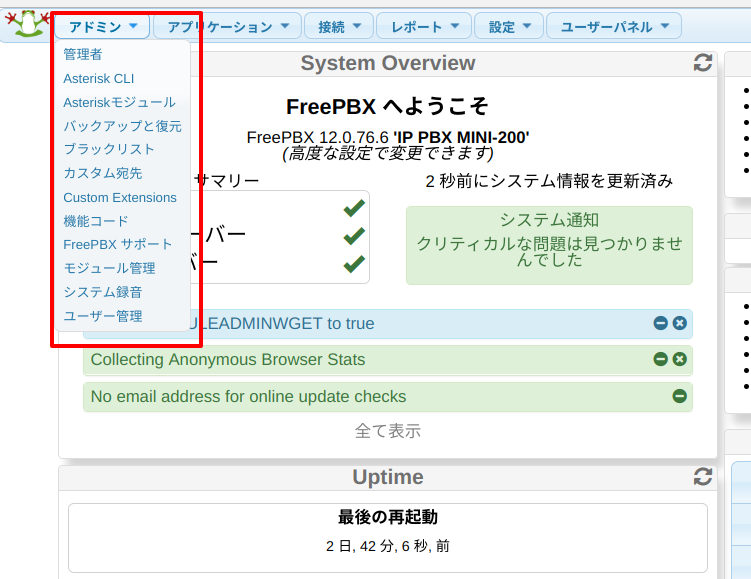 アドミン
アプリケーション
接続
レポート
設定
ユーザーパネル
管理者
Asterisk CLI
Asteriskモジュール
バックアップと復元
ブラックリスト
カスタム宛先
Custom Extensions
機能コード
FreePBX サポート
モジュール管理
システム録音
ユーザー管理
System Overview
FreePBX へようこそ
FreePBX 12.0.76.6 'IP PBX MINI-200'
(高度な設定で変更できます)
サマリー
ーバー
バー
2 秒前にシステム情報を更新済み
システム通知
クリティカルな問題は見つかりませ
んでした
ULEADMINWGET to true
Collecting Anonymous Browser Stats
No email address for online update checks
全て表示
Uptime
最後の再起動
2 日, 42 分, 6 秒, 前